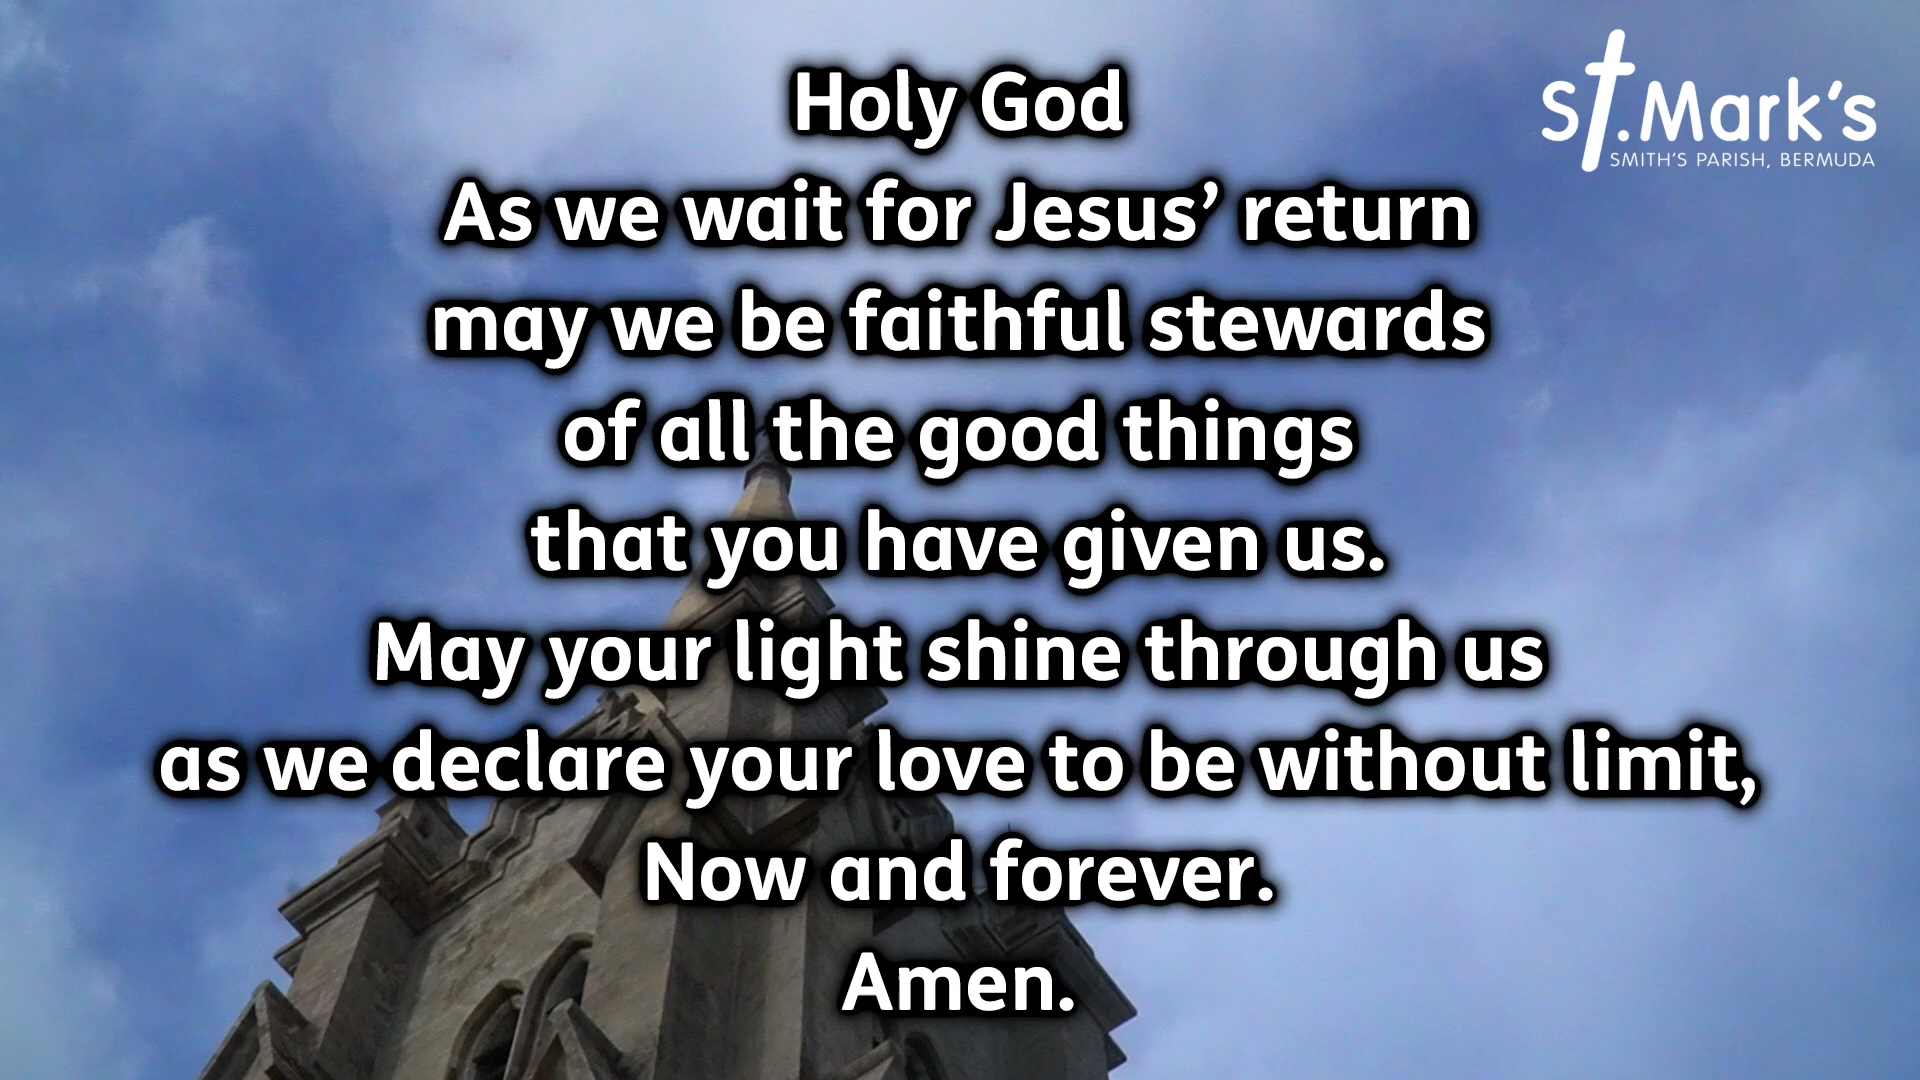 Holy God
As we wait for Jesus’ return
may we be faithful stewards
of all the good things
that you have given us.
May your light shine through us
as we declare your love to be without limit,
Now and forever.
Amen.
St.Mark’s
SMITH’S PARISH, BERMUDA